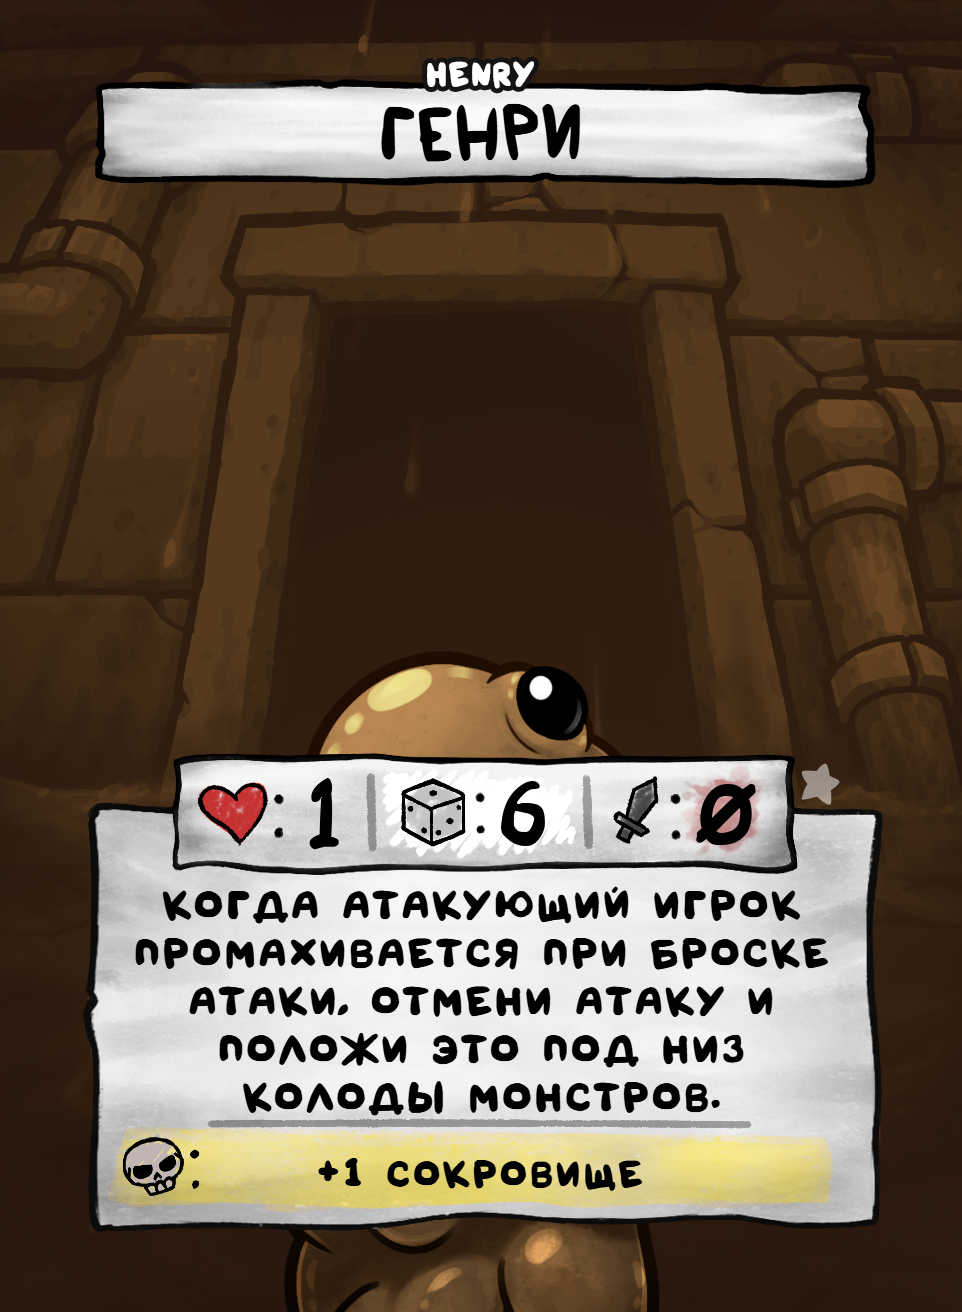 HENRY
ГЕНРИ
: 1 : 6 : 0
КОГДА АТАКУЮЩИЙ ИГРОК
ПРОМАХИВАЕТСЯ ПРИ БРОСКЕ
АТАКИ, ОТМЕНИ АТАКУ И
ПОЛОЖИ ЭТО ПОД НИЗ
КОЛОДЫ МОНСТРОВ.
: +1 СОКРОВИЩЕ